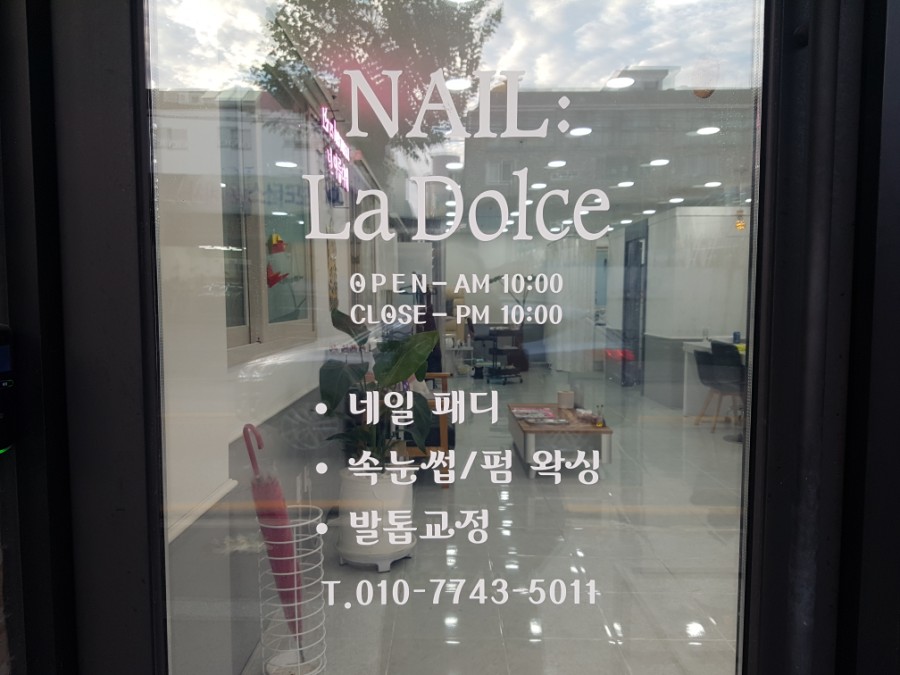 NAIL:
La Dolce
OPEN - AM 10:00
CLOSE - PM 10:00
• 네일 패디
• 속눈썹/펌 왁싱
• 발톱교정
T.010-7743-5011